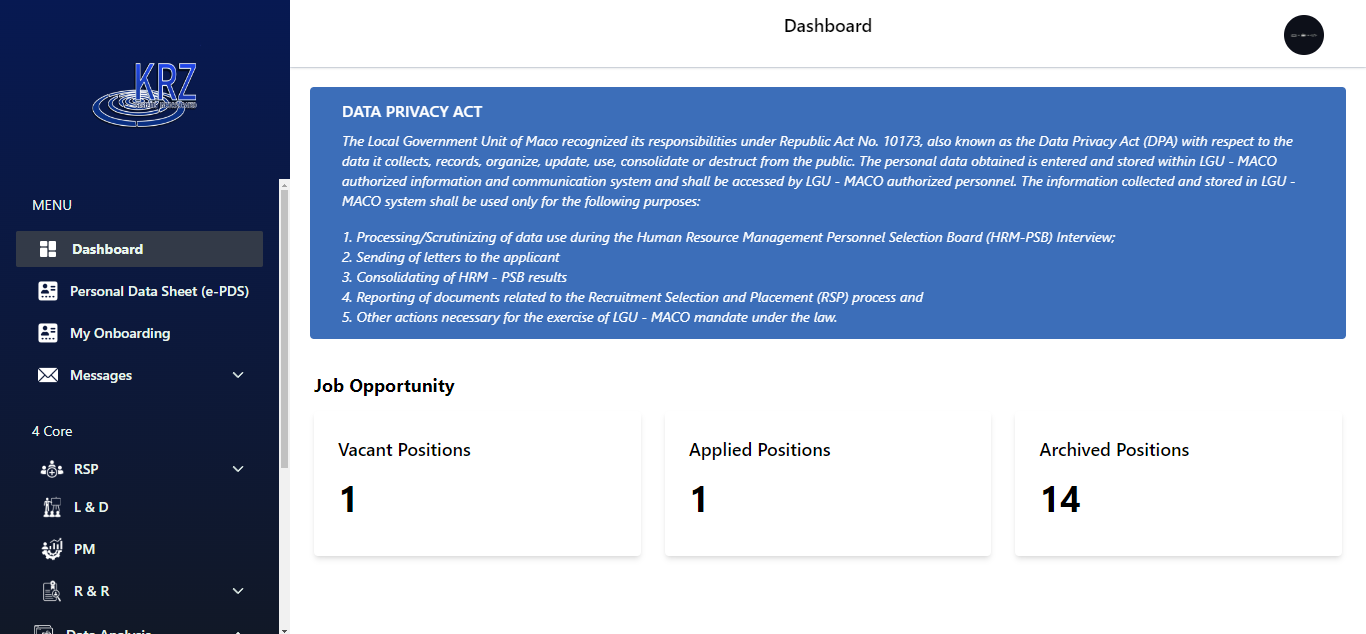 KRZ
MENU
Dashboard
Personal Data Sheet (e-PDS)
My Onboarding
Messages
4 Core
RSP
L & D
PM
R & R
Data Analysis
Dashboard
DATA PRIVACY ACT
The Local Government Unit of Maco recognized its responsibilities under Republic Act No. 10173, also known as the Data Privacy Act (DPA) with respect to the
data it collects, records, organize, update, use, consolidate or destruct from the public. The personal data obtained is entered and stored within LGU - MACO
authorized information and communication system and shall be accessed by LGU - MACO authorized personnel. The information collected and stored in LGU -
MACO system shall be used only for the following purposes:
1. Processing/Scrutinizing of data use during the Human Resource Management Personnel Selection Board (HRM-PSB) Interview;
2. Sending of letters to the applicant
3. Consolidating of HRM - PSB results
4. Reporting of documents related to the Recruitment Selection and Placement (RSP) process and
5. Other actions necessary for the exercise of LGU - MACO mandate under the law.
Job Opportunity
Vacant Positions
1
Applied Positions
1
Archived Positions
14